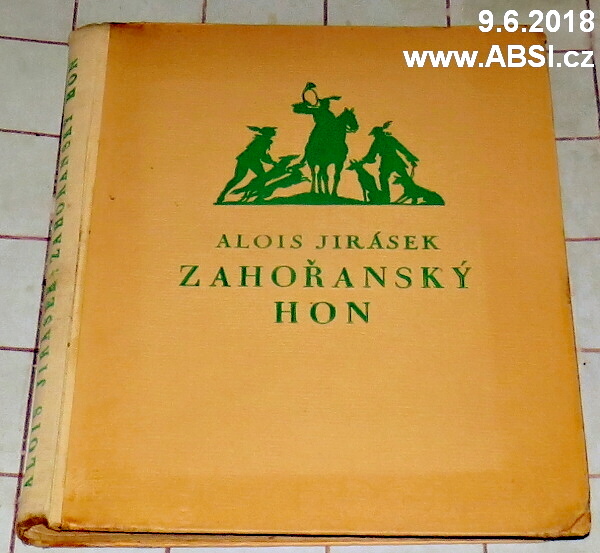 9.6.2018
www.ABSI.cz
ALOIS JIRÁSEK
ZAHOŘANSKÝ
HON
ALOIS JIRÁSEK: ZAHOŘANSKÝ HON